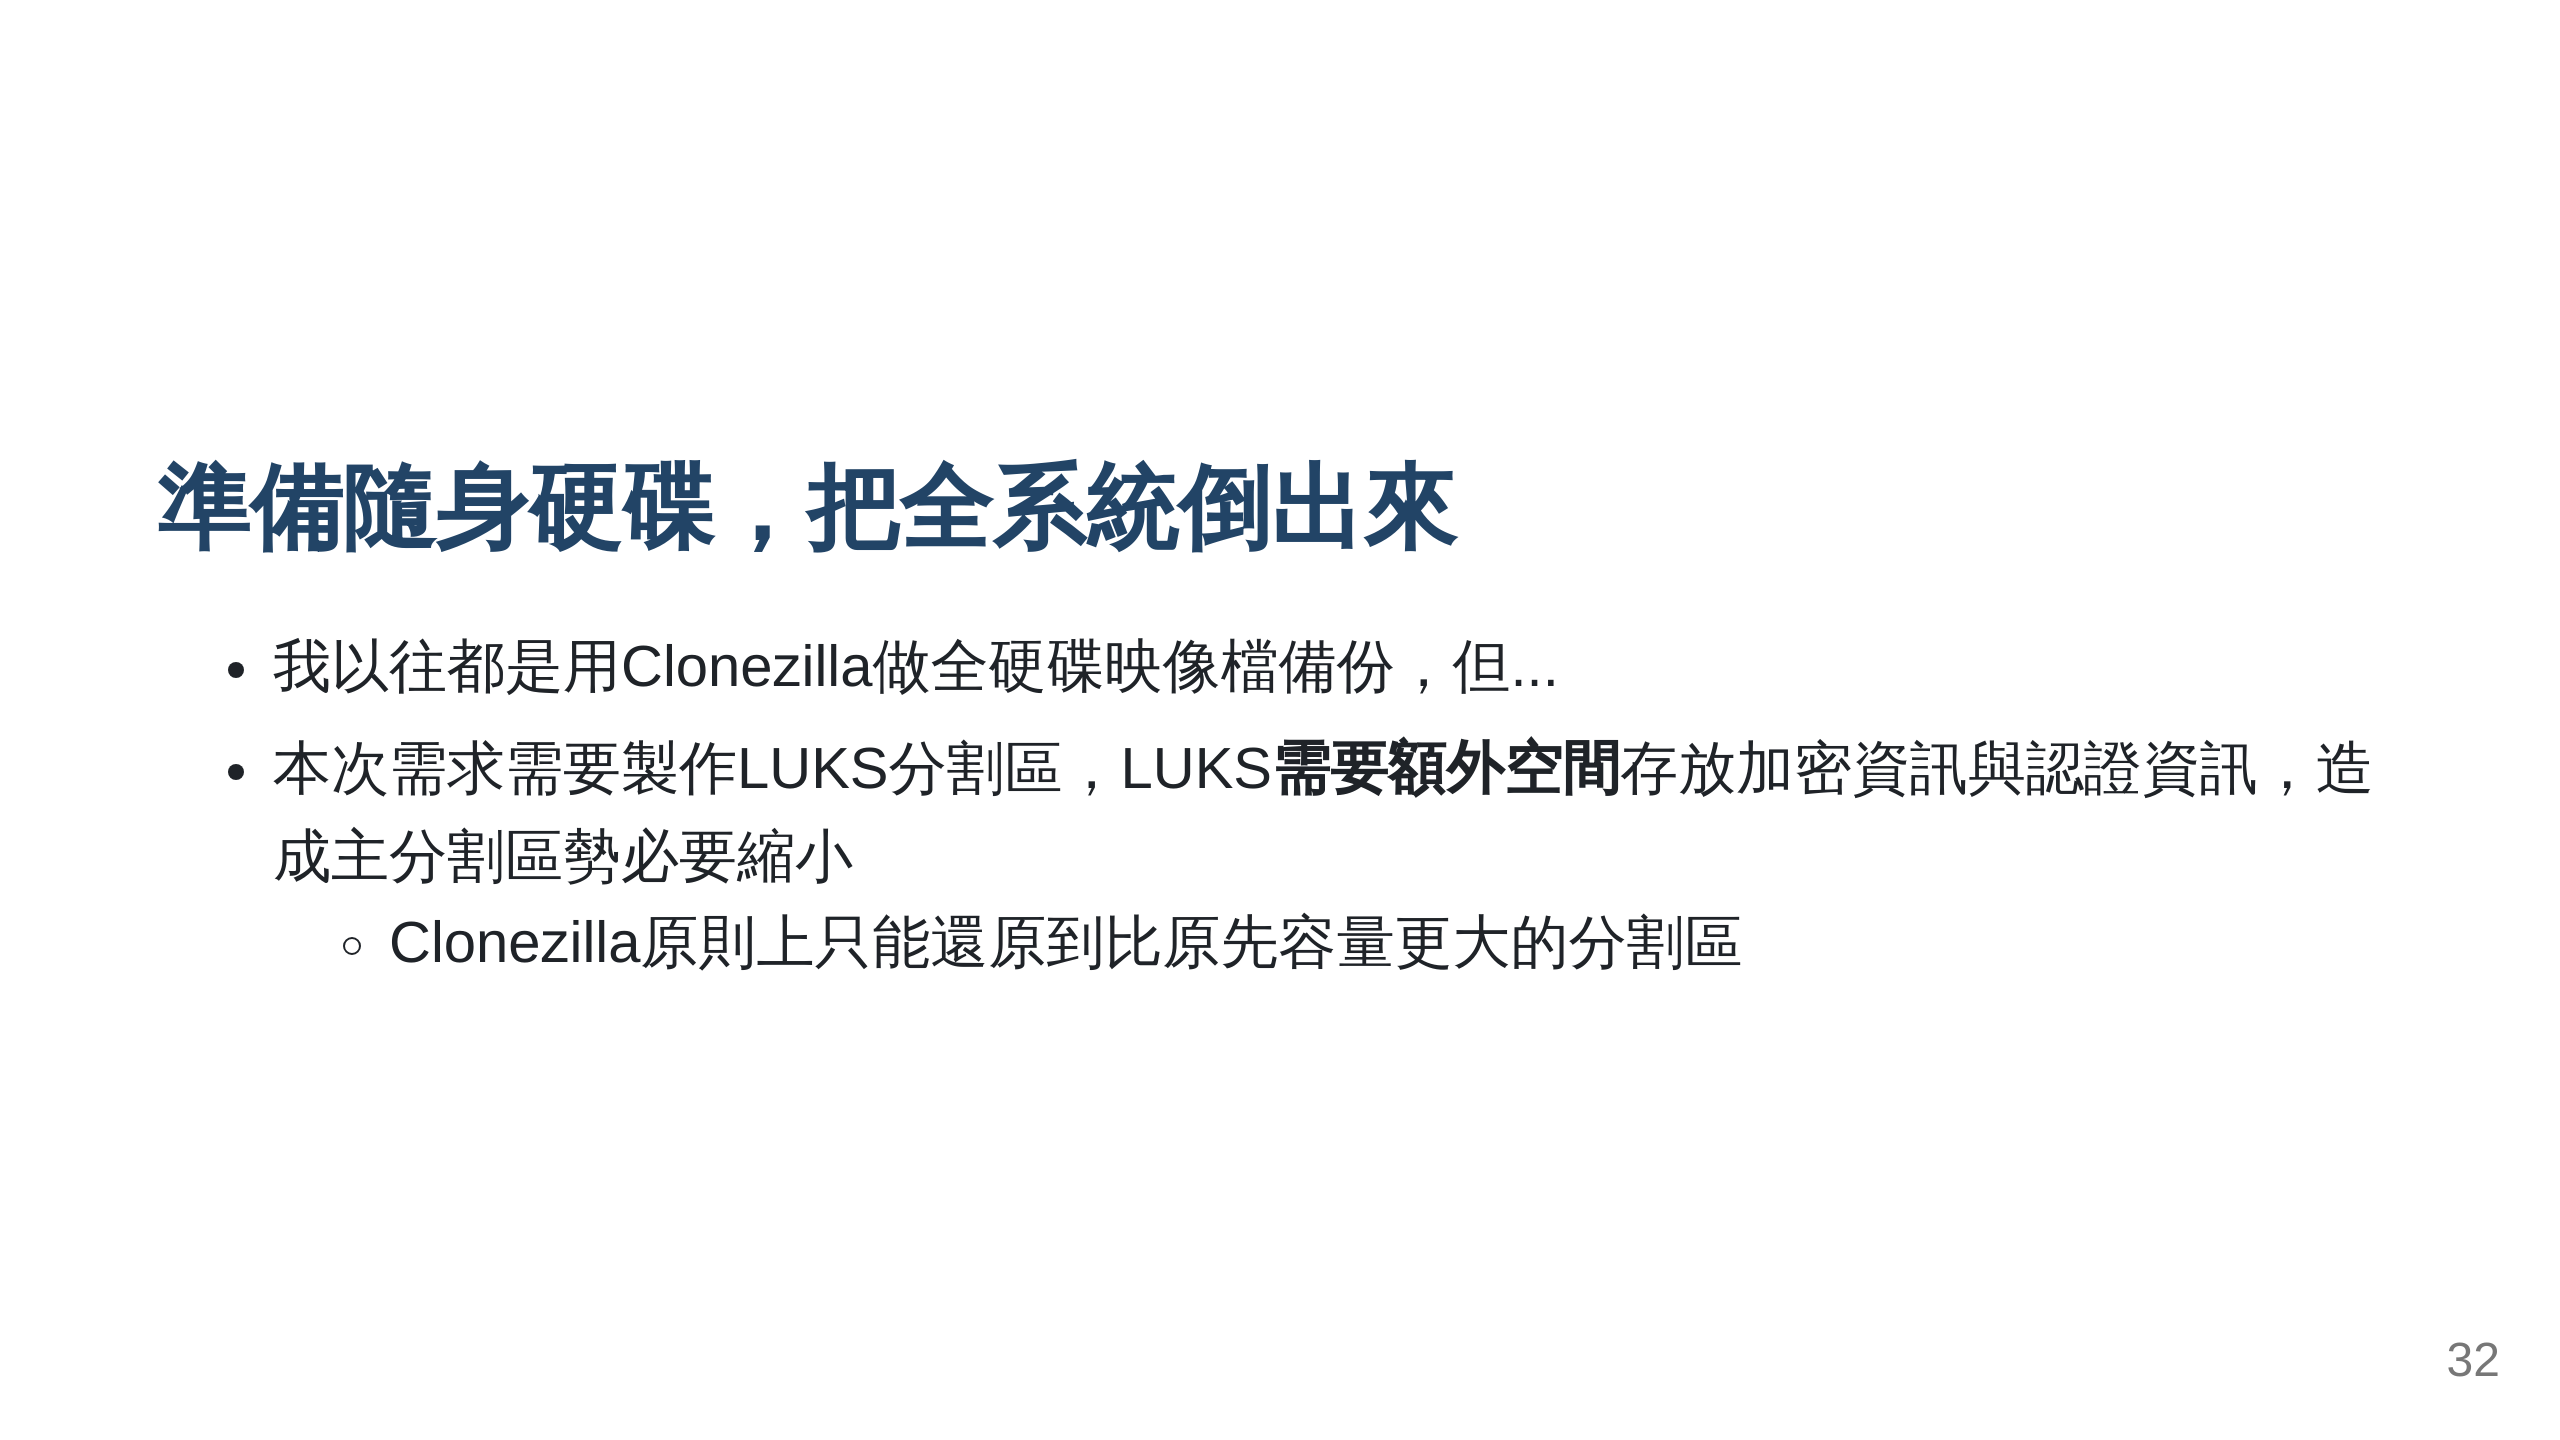 準備隨身硬碟，把全系統倒出來
我以往都是用Clonezilla做全硬碟映像檔備份，但...
本次需求需要製作LUKS分割區，LUKS需要額外空間存放加密資訊與認證資訊，造
成主分割區勢必要縮小
Clonezilla原則上只能還原到比原先容量更大的分割區
32